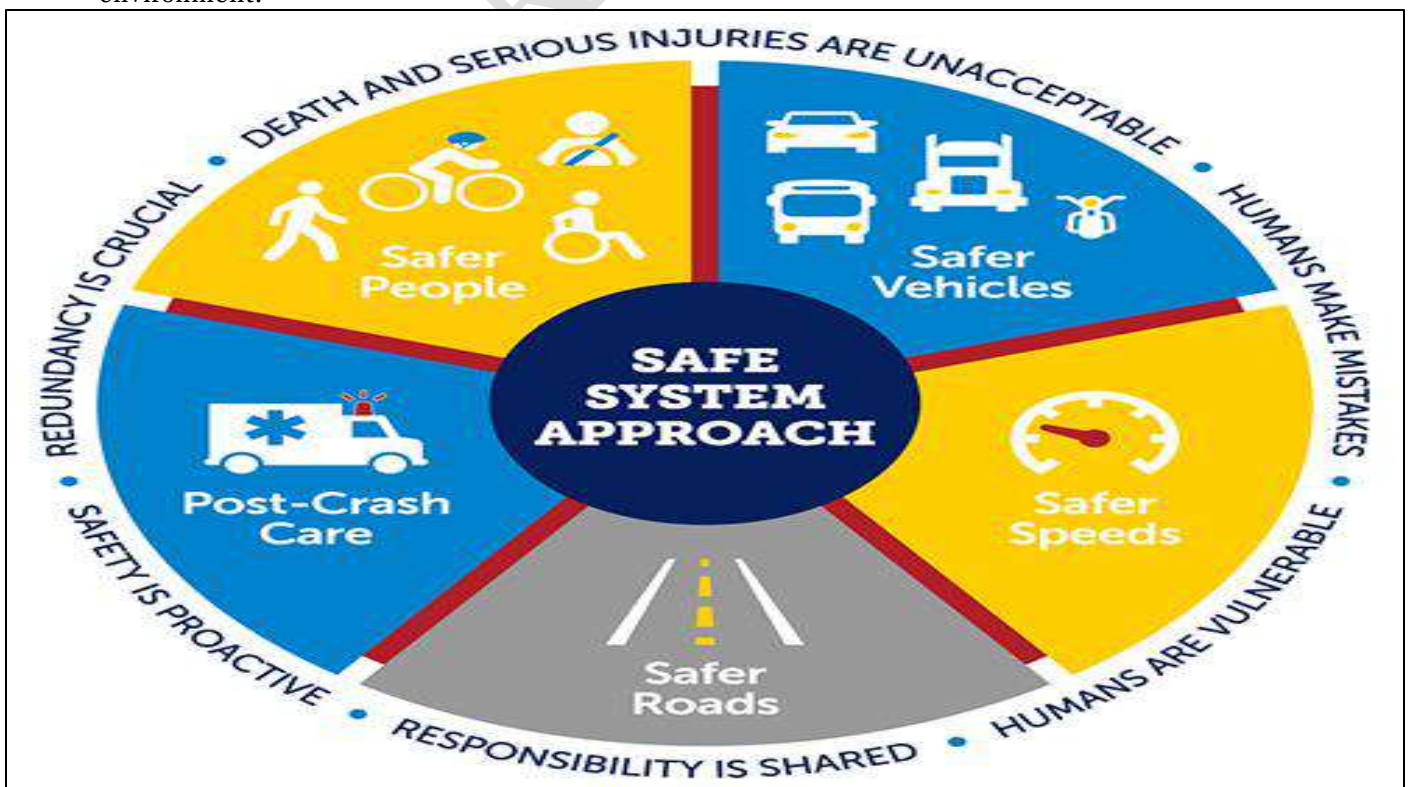 environment.
DEATH AND SERIOUS INJURIES ARE UNACCEPTABLE
HUMANS MAKE MISTAKES
HUMANS ARE VULNERABLE
RESPONSIBILITY IS SHARED
SAFETY IS PROACTIVE
REDUNDANCY IS CRUCIAL
Safer
People
Safer
Vehicles
SAFE
SYSTEM
APPROACH
Post-Crash
Care
Safer
Speeds
Safer
Roads